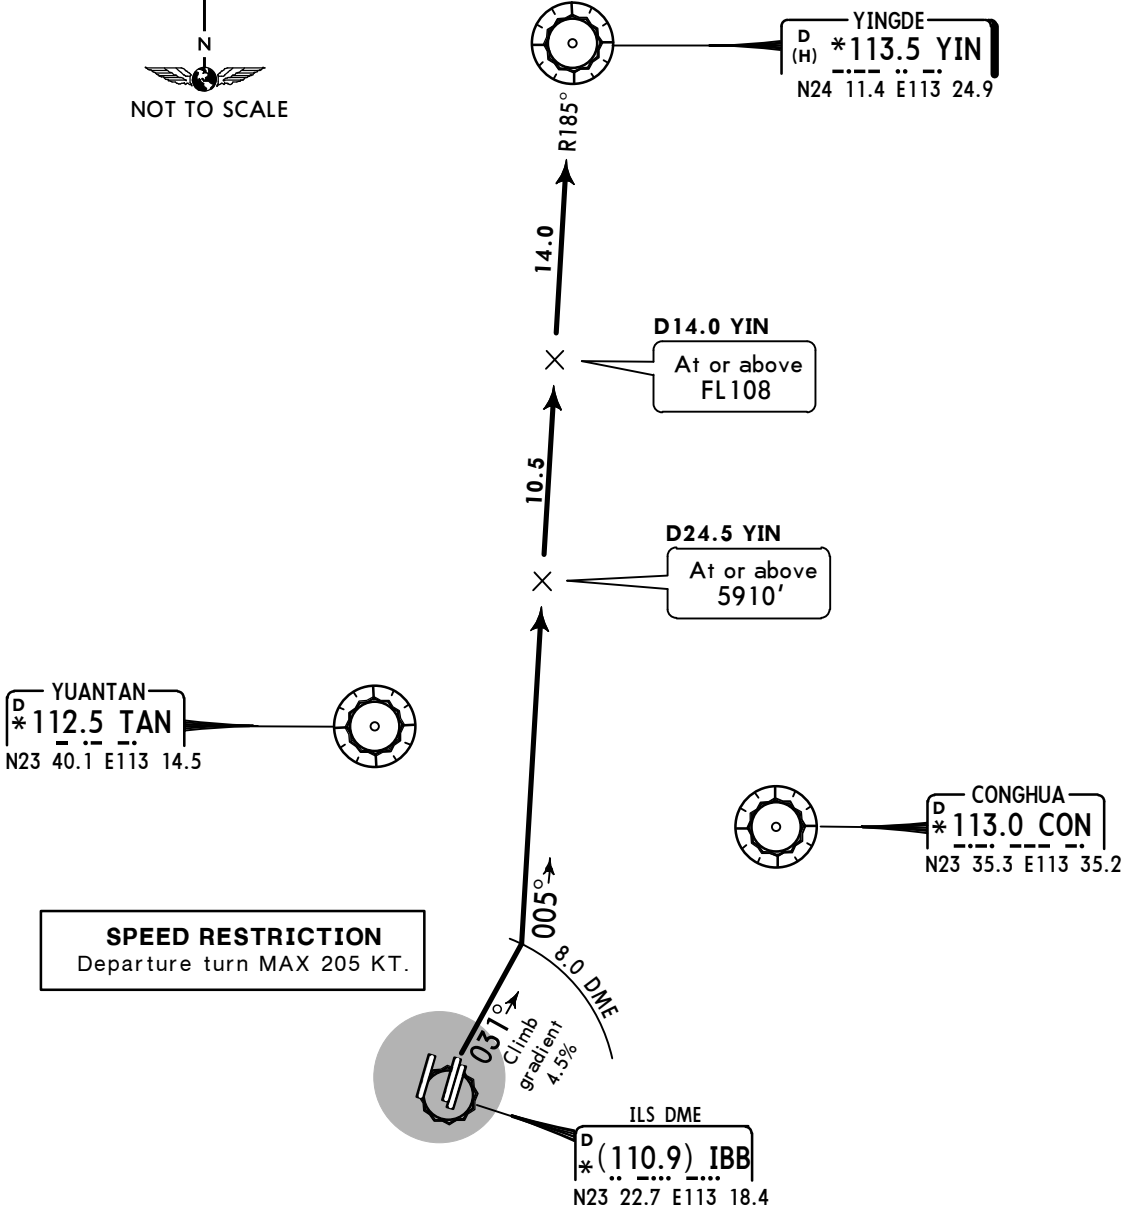 N
NOT TO SCALE
YINGDE
D
(H) *113.5 YIN
N24 11.4 E113 24.9
R185°
14.0
D14.0 YIN
At or above
FL108
10.5
D24.5 YIN
At or above
5910'
YUANTAN
D
*112.5 TAN
N23 40.1 E113 14.5
CONGHUA
D
*113.0 CON
N23 35.3 E113 35.2
005°
8.0 DME
SPEED RESTRICTION
Departure turn MAX 205 KT.
031°
Climb
gradient
4.5%
ILS DME
D
*(110.9) IBB
N23 22.7 E113 18.4